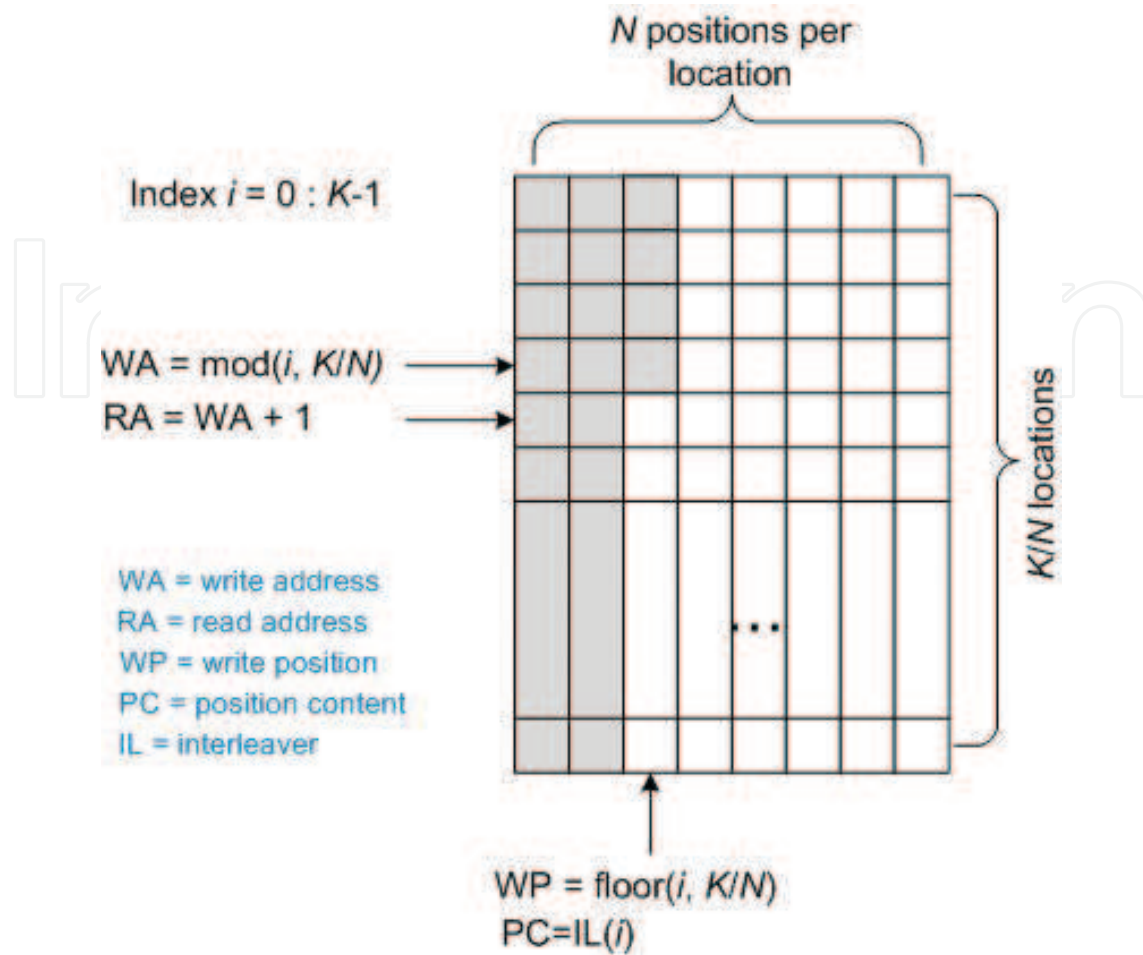 N positions per
location
Index i = 0 : K-1
WA = mod(i, K/N)
RA = WA + 1
K/N locations
WA = write address
RA = read address
WP = write position
PC = position content
IL = interleaver
...
WP = floor(i, K/N)
PC=IL(i)